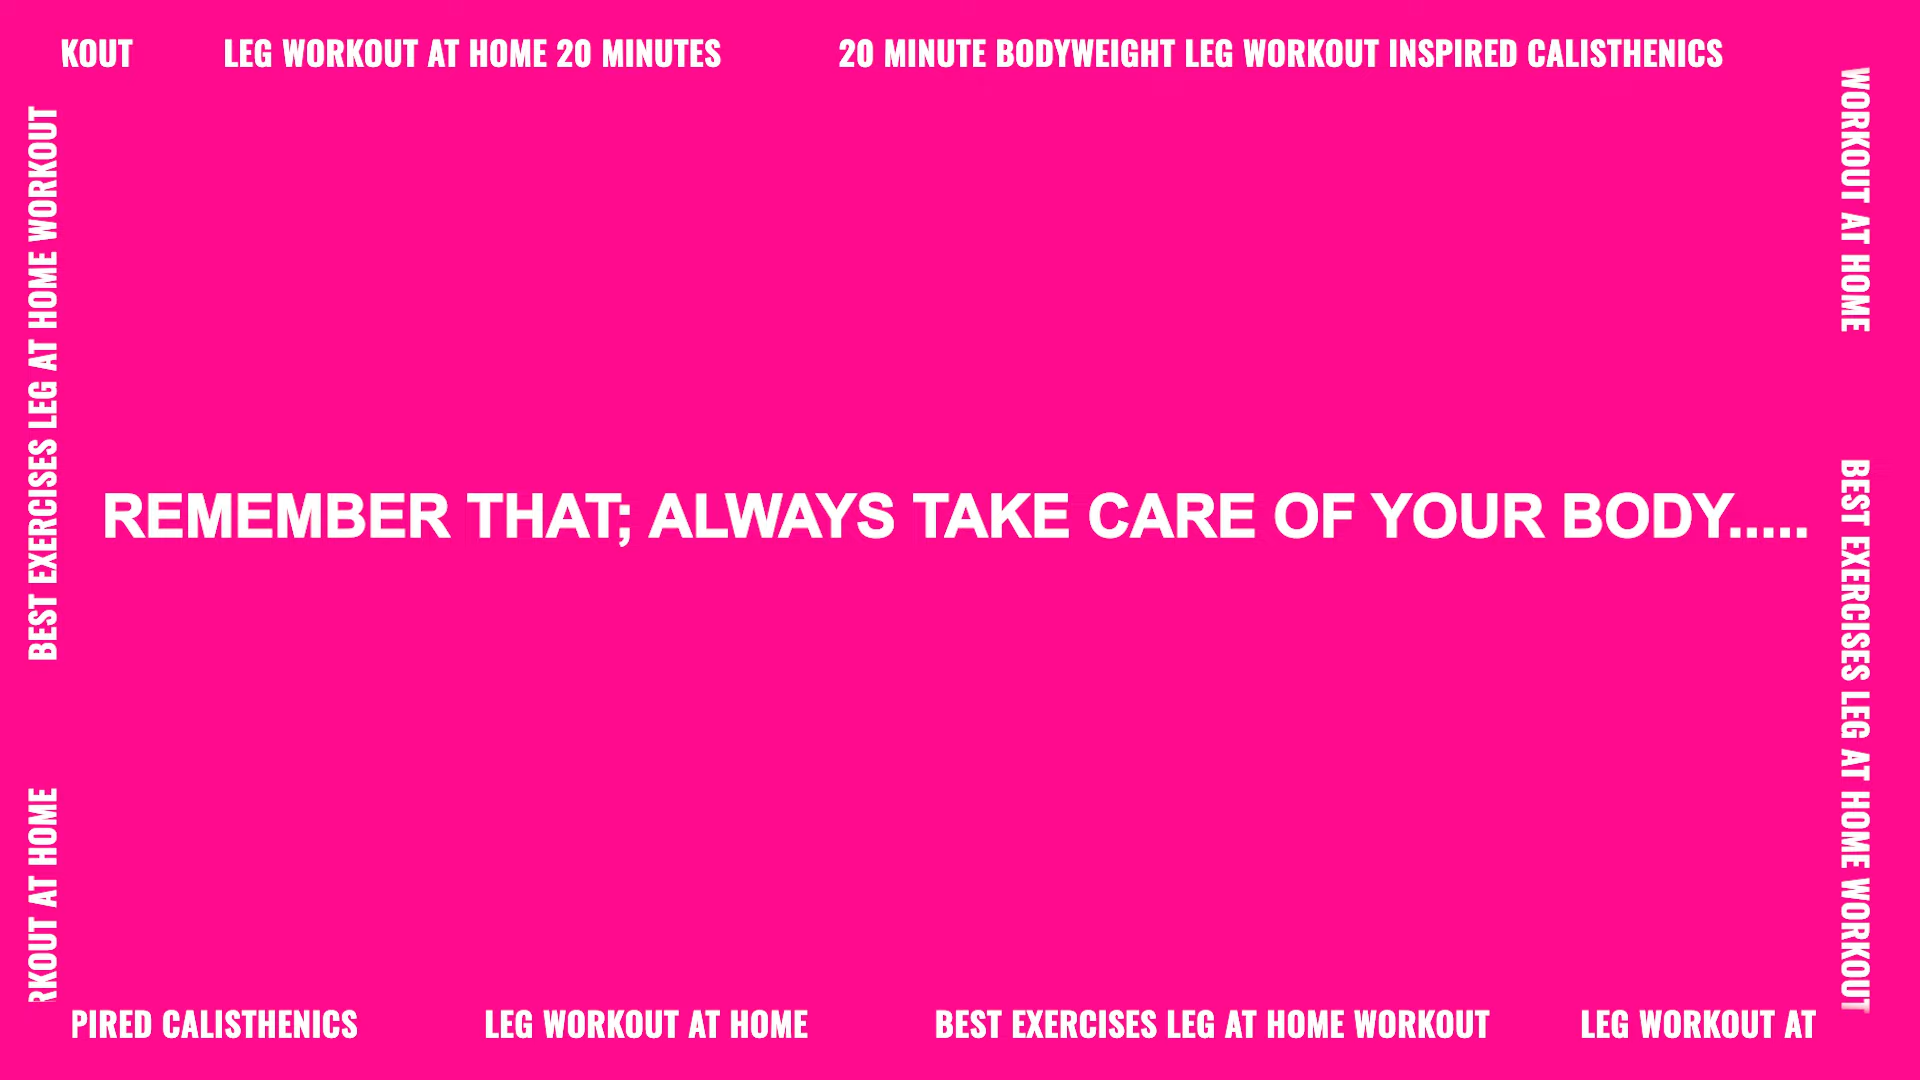 KOUT LEG WORKOUT AT HOME 20 MINUTES 20 MINUTE BODYWEIGHT LEG WORKOUT INSPIRED CALISTHENICS
BEST EXERCISES LEG AT HOME WORKOUT
RKOUT AT HOME
REMEMBER THAT; ALWAYS TAKE CARE OF YOUR BODY.....
WORKOUT AT HOME
BEST EXERCISES LEG AT HOME WORKOUT
PIRED CALISTHENICS LEG WORKOUT AT HOME BEST EXERCISES LEG AT HOME WORKOUT LEG WORKOUT AT